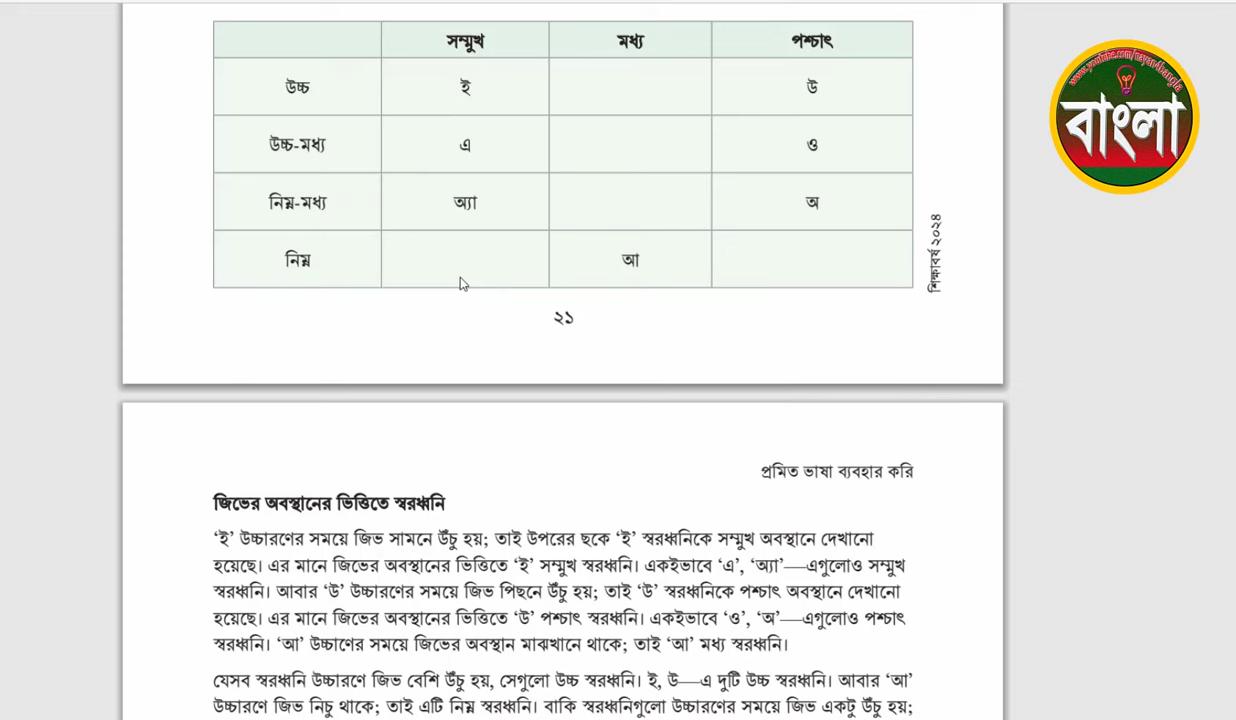 সম্মুখ মধ্য পশ্চাৎ
উচ্চ ই উ
উচ্চ-মধ্য এ ও
নিম্ন-মধ্য অ্যা অ
নিম্ন আ
শিক্ষাবর্ষ ২০২৪
২১
www.youtube.com/nayanthangla
বাংলা
প্রমিত ভাষা ব্যবহার করি
জিভের অবস্থানের ভিত্তিতে স্বরধ্বনি
‘ই’ উচ্চারণের সময়ে জিভ সামনে উঁচু হয়; তাই উপরের ছকে ‘ই’ স্বরধ্বনিকে সম্মুখ অবস্থানে দেখানো
হয়েছে। এর মানে জিভের অবস্থানের ভিত্তিতে ‘ই’ সম্মুখ স্বরধ্বনি। একইভাবে ‘এ’, ‘অ্যা’—এগুলোও সম্মুখ
স্বরধ্বনি। আবার ‘উ’ উচ্চারণের সময়ে জিভ পিছনে উঁচু হয়; তাই ‘উ’ স্বরধ্বনিকে পশ্চাৎ অবস্থানে দেখানো
হয়েছে। এর মানে জিভের অবস্থানের ভিত্তিতে ‘উ’ পশ্চাৎ স্বরধ্বনি। একইভাবে ‘ও’, ‘অ’—এগুলোও পশ্চাৎ
স্বরধ্বনি। ‘আ’ উচ্চাণের সময়ে জিভের অবস্থান মাঝখানে থাকে; তাই ‘আ’ মধ্য স্বরধ্বনি।
যেসব স্বরধ্বনি উচ্চারণে জিভ বেশি উঁচু হয়, সেগুলো উচ্চ স্বরধ্বনি। ই, উ—এ দুটি উচ্চ স্বরধ্বনি। আবার ‘আ’
উচ্চারণে জিভ নিচু থাকে; তাই এটি নিম্ন স্বরধ্বনি। বাকি স্বরধ্বনিগুলো উচ্চারণের সময়ে জিভ একটু উঁচু হয়;